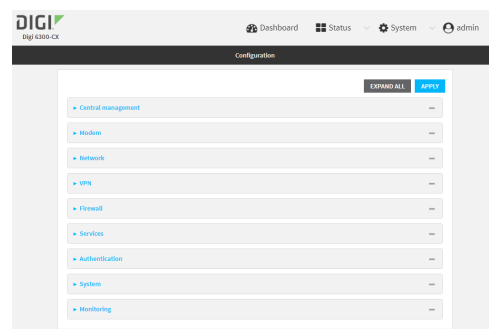 DIGI
Digi 6300-CX
Dashboard Status System admin
Configuration
EXPAND ALL APPLY
Central management
Modem
Network
VPN
Firewall
Services
Authentication
System
Monitoring